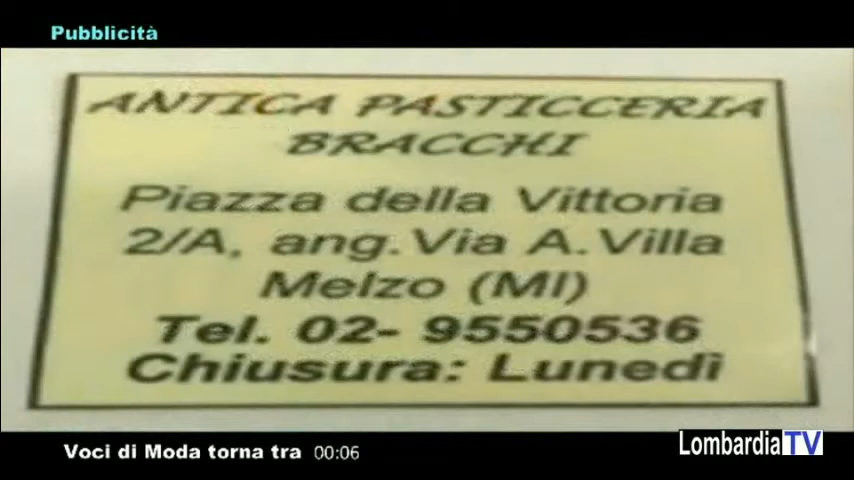 Pubblicità
ANTICA PASTICCERIA
BRACCHI
Piazza della Vittoria
2/A, ang. Via A. Villa
Melzo (MI)
Tel. 02- 9550536
Chiusura: Lunedì
Voci di Moda torna tra 00:06
LombardiaTV